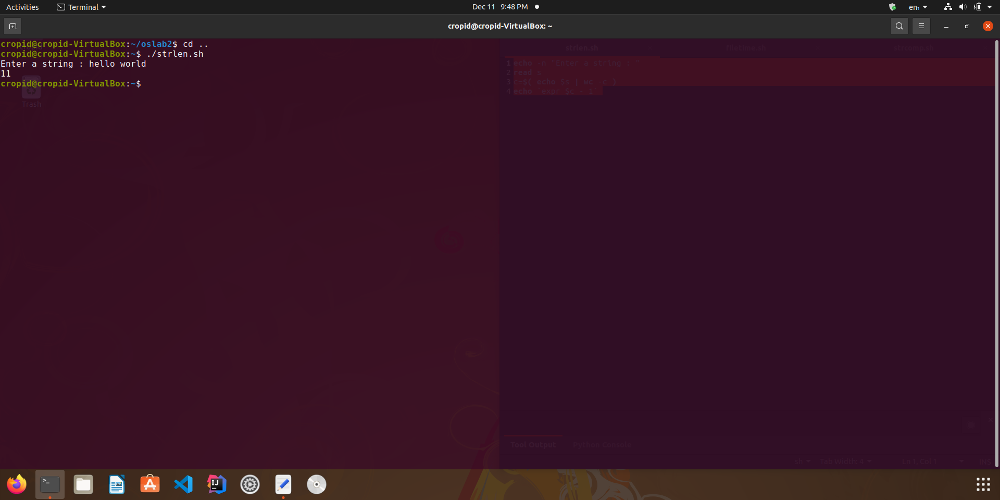 Activities
Terminal
Dec 11 9:48 PM
en₁
cropid@cropid-VirtualBox: ~
cropid@cropid-VirtualBox:~/oslab2$ cd ..
cropid@cropid-VirtualBox:~$ ./strlen.sh
Enter a string : hello world
11
cropid@cropid-VirtualBox:~$
Trash
strlen.sh
filetime.sh
strcomp.sh
1 echo -n "Enter a string : "
2 read s
3 c=$( echo $s | wc -c )
4 echo `expr $c - 1`
Tool Output
Python Console
sh
Tab Width: 4
Ln 1, Col 1
INS